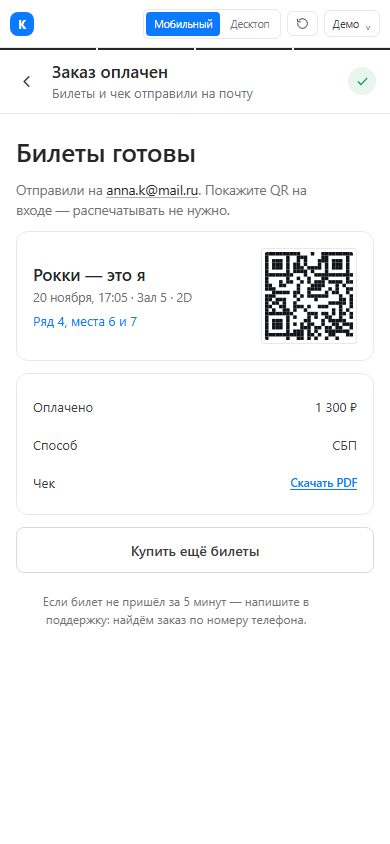 K
Мобильный
Десктоп
Демо
Заказ оплачен
Билеты и чек отправили на почту
Билеты готовы
Отправили на anna.k@mail.ru. Покажите QR на
входе — распечатывать не нужно.
Рокки — это я
20 ноября, 17:05 · Зал 5 · 2D
Ряд 4, места 6 и 7
Оплачено
1 300 ₽
Способ
СБП
Чек
Скачать PDF
Купить ещё билеты
Если билет не пришёл за 5 минут — напишите в
поддержку: найдём заказ по номеру телефона.